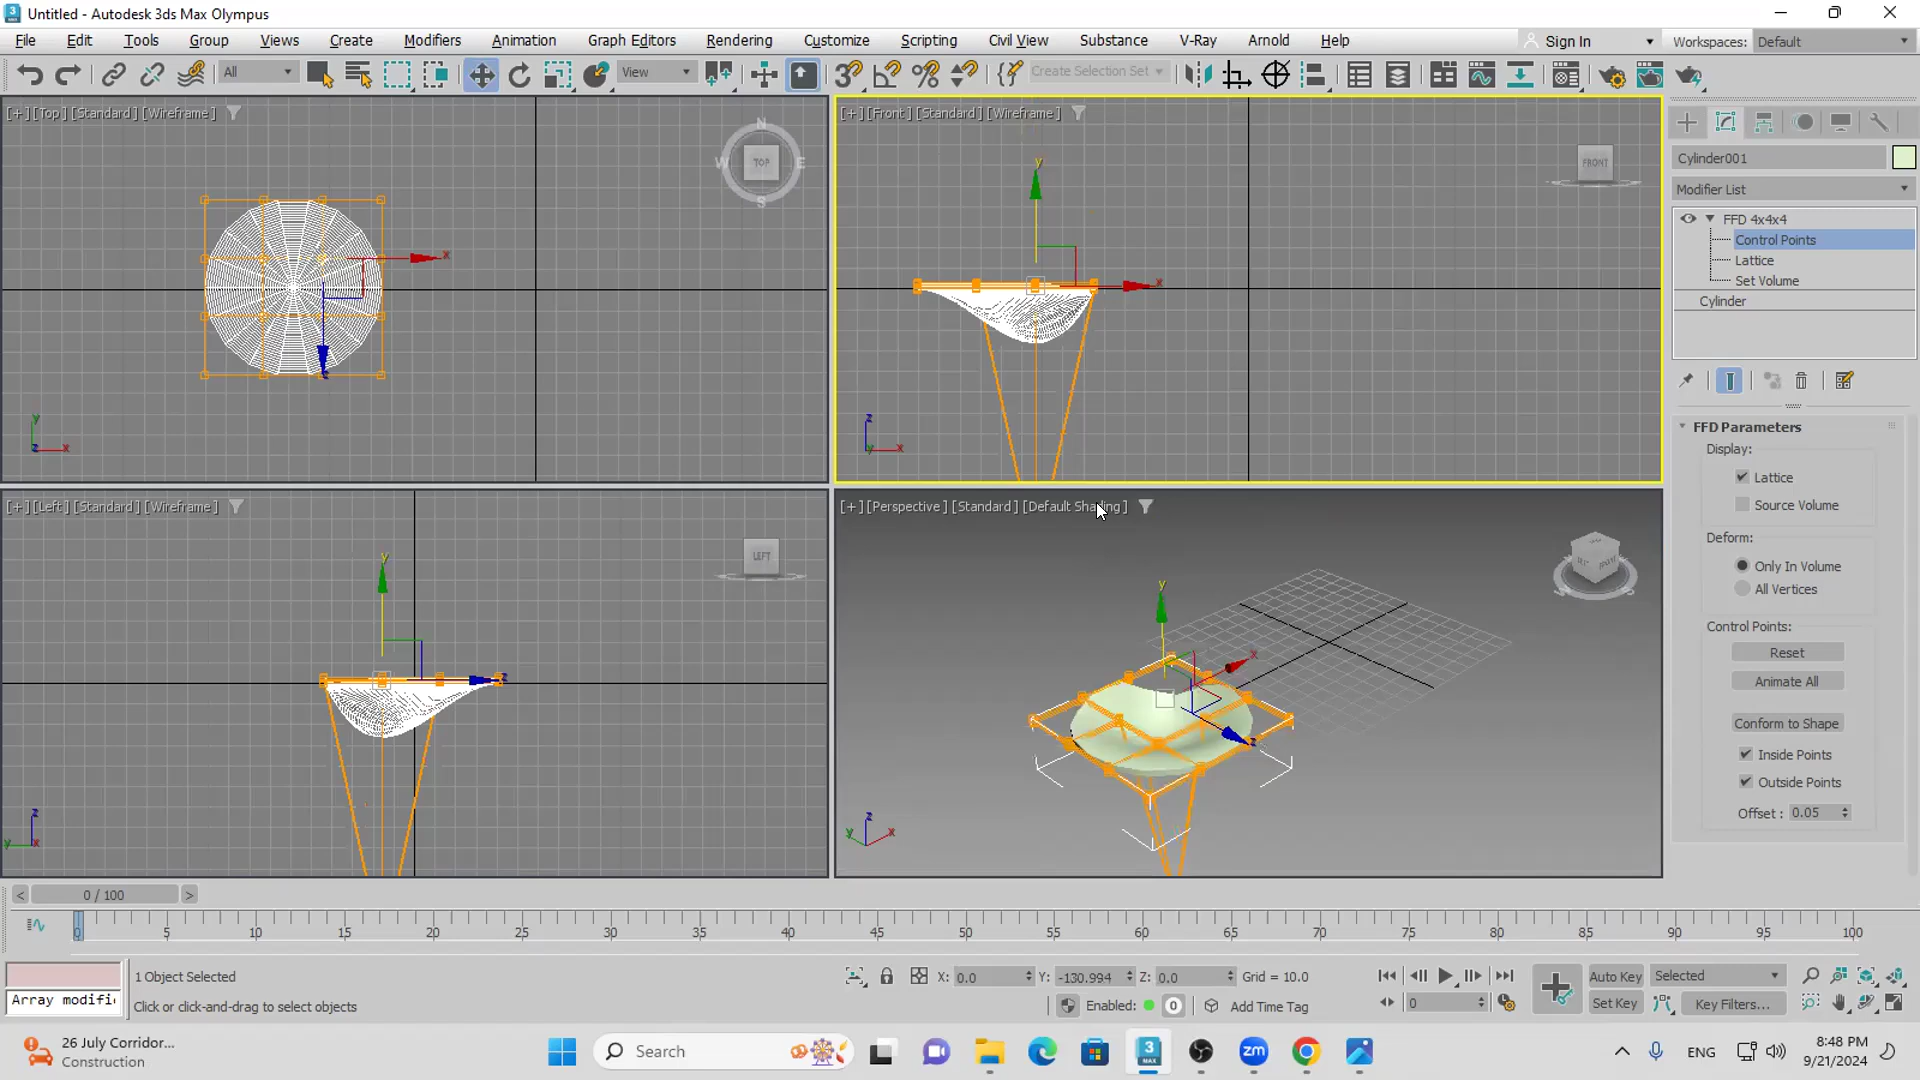 Untitled - Autodesk 3ds Max Olympus
File Edit Tools Group Views Create Modifiers Animation Graph Editors Rendering Customize Scripting Civil View Substance V-Ray Arnold Help Sign In Workspaces: Default
All View Create Selection Set
[+] [Top] [Standard] [Wireframe]
[+] [Front] [Standard] [Wireframe]
N
W TOP E
S
FRONT
Cylinder001
Modifier List
FFD 4x4x4
Control Points
Lattice
Set Volume
Cylinder
FFD Parameters
Display:
Lattice
Source Volume
Deform:
Only In Volume
All Vertices
Control Points:
Reset
Animate All
Conform to Shape
Inside Points
Outside Points
Offset : 0.05
[+] [Left] [Standard] [Wireframe]
[+] [Perspective] [Standard] [Default Shading]
LEFT
< 0 / 100 >
0 5 10 15 20 25 30 35 40 45 50 55 60 65 70 75 80 85 90 95 100
1 Object Selected
X: 0.0 Y: -130.994 Z: 0.0 Grid = 10.0
Auto Key Selected
Array modifi
Click or click-and-drag to select objects
Enabled: 0 Add Time Tag
0
Set Key Key Filters...
26 July Corridor...
Construction
Search
ENG
8:48 PM
9/21/2024